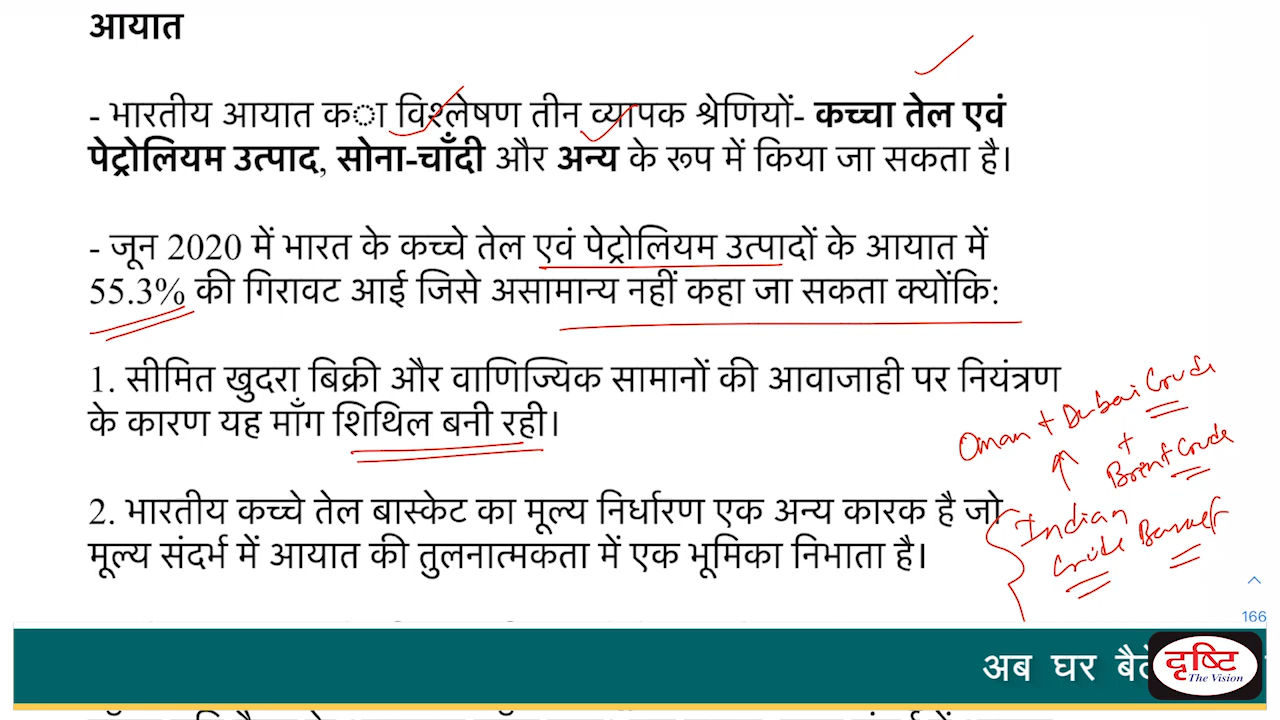 आयात
- भारतीय आयात का विश्लेषण तीन व्यापक श्रेणियों- कच्चा तेल एवं
पेट्रोलियम उत्पाद, सोना-चाँदी और अन्य के रूप में किया जा सकता है।
- जून 2020 में भारत के कच्चे तेल एवं पेट्रोलियम उत्पादों के आयात में
55.3% की गिरावट आई जिसे असामान्य नहीं कहा जा सकता क्योंकि:
1. सीमित खुदरा बिक्री और वाणिज्यिक सामानों की आवाजाही पर नियंत्रण
के कारण यह माँग शिथिल बनी रही।
Oman + Dubai Crude
+
Brent Crude
2. भारतीय कच्चे तेल बास्केट का मूल्य निर्धारण एक अन्य कारक है जो
मूल्य संदर्भ में आयात की तुलनात्मकता में एक भूमिका निभाता है।
Indian
Crude
166
अब घर बैठे
दृष्टि
The Vision